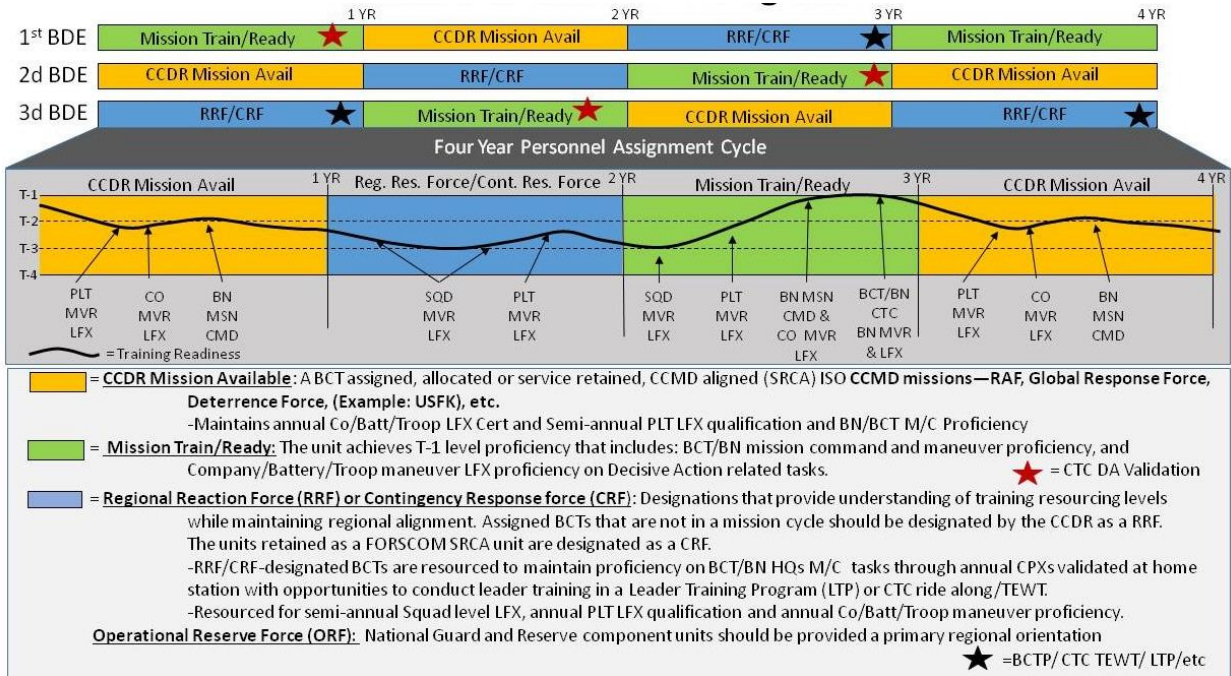 1 YR 2 YR 3 YR 4 YR
1st BDE Mission Train/Ready CCDR Mission Avail RRF/CRF Mission Train/Ready
2d BDE CCDR Mission Avail RRF/CRF Mission Train/Ready CCDR Mission Avail
3d BDE RRF/CRF Mission Train/Ready CCDR Mission Avail RRF/CRF
Four Year Personnel Assignment Cycle
CCDR Mission Avail 1 YR Reg. Res. Force/Cont. Res. Force 2 YR Mission Train/Ready 3 YR CCDR Mission Avail 4 YR
T-1
T-2
T-3
T-4
PLT
MVR
LFX
CO
MVR
LFX
BN
MSN
CMD
SQD
MVR
LFX
PLT
MVR
LFX
SQD
MVR
LFX
PLT
MVR
LFX
BN MSN
CMD &
CO MVR
LFX
BCT/BN
CTC
BN MVR
& LFX
PLT
MVR
LFX
CO
MVR
LFX
BN
MSN
CMD
= Training Readiness
= CCDR Mission Available: A BCT assigned, allocated or service retained, CCMD aligned (SRCA) ISO CCMD missions—RAF, Global Response Force,
Deterrence Force, (Example: USFK), etc.
-Maintains annual Co/Batt/Troop LFX Cert and Semi-annual PLT LFX qualification and BN/BCT M/C Proficiency
= Mission Train/Ready: The unit achieves T-1 level proficiency that includes: BCT/BN mission command and maneuver proficiency, and
Company/Battery/Troop maneuver LFX proficiency on Decisive Action related tasks.
= CTC DA Validation
= Regional Reaction Force (RRF) or Contingency Response force (CRF): Designations that provide understanding of training resourcing levels
while maintaining regional alignment. Assigned BCTs that are not in a mission cycle should be designated by the CCDR as a RRF.
The units retained as a FORSCOM SRCA unit are designated as a CRF.
-RRF/CRF-designated BCTs are resourced to maintain proficiency on BCT/BN HQs M/C tasks through annual CPXs validated at home
station with opportunities to conduct leader training in a Leader Training Program (LTP) or CTC ride along/TEWT.
-Resourced for semi-annual Squad level LFX, annual PLT LFX qualification and annual Co/Batt/Troop maneuver proficiency.
Operational Reserve Force (ORF): National Guard and Reserve component units should be provided a primary regional orientation
=BCTP/ CTC TEWT/ LTP/etc